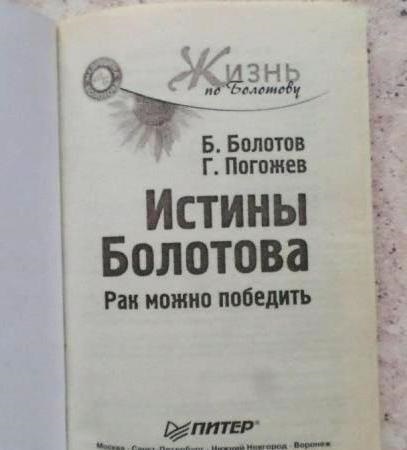 Жизнь
по Болотову
Б. Болотов
Г. Погожев
Истины
Болотова
Рак можно победить
ПИТЕР®
Москва · Санкт-Петербург · Нижний Новгород · Воронеж